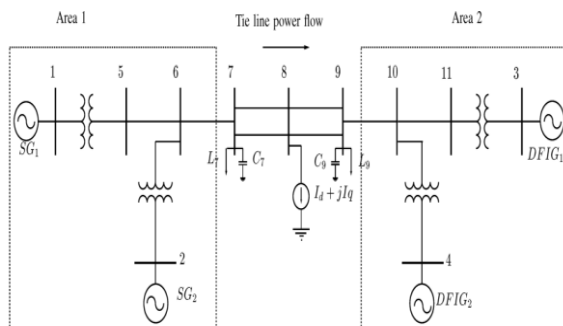 Area 1
Tie line power flow
Area 2
1
5
6
7
8
9
10
11
3
SG₁
L₇
C₇
C₉
L₉
DFIG₁
I_d + jIq
2
4
SG₂
DFIG₂